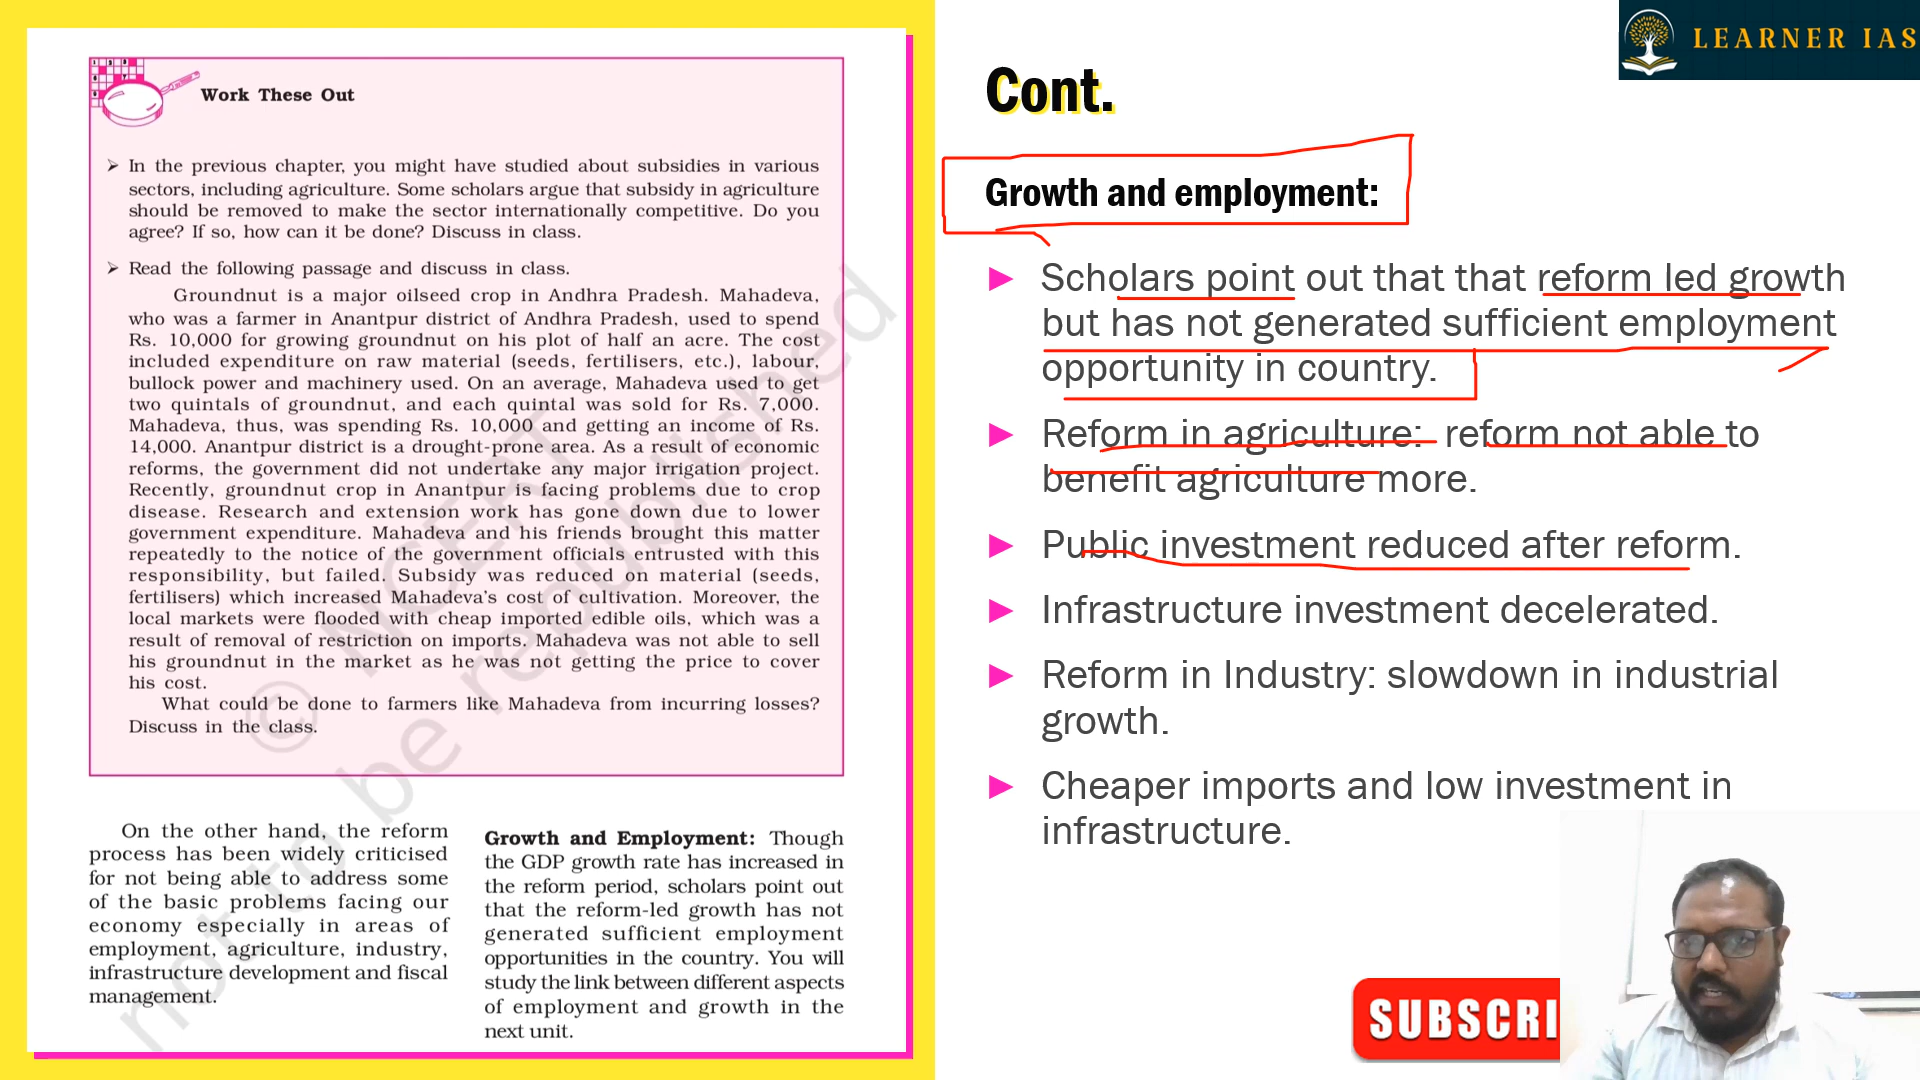 Work These Out
➢ In the previous chapter, you might have studied about subsidies in various
sectors, including agriculture. Some scholars argue that subsidy in agriculture
should be removed to make the sector internationally competitive. Do you
agree? If so, how can it be done? Discuss in class.
➢ Read the following passage and discuss in class.
Groundnut is a major oilseed crop in Andhra Pradesh. Mahadeva,
who was a farmer in Anantpur district of Andhra Pradesh, used to spend
Rs. 10,000 for growing groundnut on his plot of half an acre. The cost
included expenditure on raw material (seeds, fertilisers, etc.), labour,
bullock power and machinery used. On an average, Mahadeva used to get
two quintals of groundnut, and each quintal was sold for Rs. 7,000.
Mahadeva, thus, was spending Rs. 10,000 and getting an income of Rs.
14,000. Anantpur district is a drought-prone area. As a result of economic
reforms, the government did not undertake any major irrigation project.
Recently, groundnut crop in Anantpur is facing problems due to crop
disease. Research and extension work has gone down due to lower
government expenditure. Mahadeva and his friends brought this matter
repeatedly to the notice of the government officials entrusted with this
responsibility, but failed. Subsidy was reduced on material (seeds,
fertilisers) which increased Mahadeva's cost of cultivation. Moreover, the
local markets were flooded with cheap imported edible oils, which was a
result of removal of restriction on imports. Mahadeva was not able to sell
his groundnut in the market as he was not getting the price to cover
his cost.
What could be done to farmers like Mahadeva from incurring losses?
Discuss in the class.
On the other hand, the reform
process has been widely criticised
for not being able to address some
of the basic problems facing our
economy especially in areas of
employment, agriculture, industry,
infrastructure development and fiscal
management.
Growth and Employment: Though
the GDP growth rate has increased in
the reform period, scholars point out
that the reform-led growth has not
generated sufficient employment
opportunities in the country. You will
study the link between different aspects
of employment and growth in the
next unit.
© NCERT
not to be republished
LEARNER IAS
Cont.
Growth and employment:
Scholars point out that that reform led growth
but has not generated sufficient employment
opportunity in country.
Reform in agriculture: reform not able to
benefit agriculture more.
Public investment reduced after reform.
Infrastructure investment decelerated.
Reform in Industry: slowdown in industrial
growth.
Cheaper imports and low investment in
infrastructure.
SUBSCRI